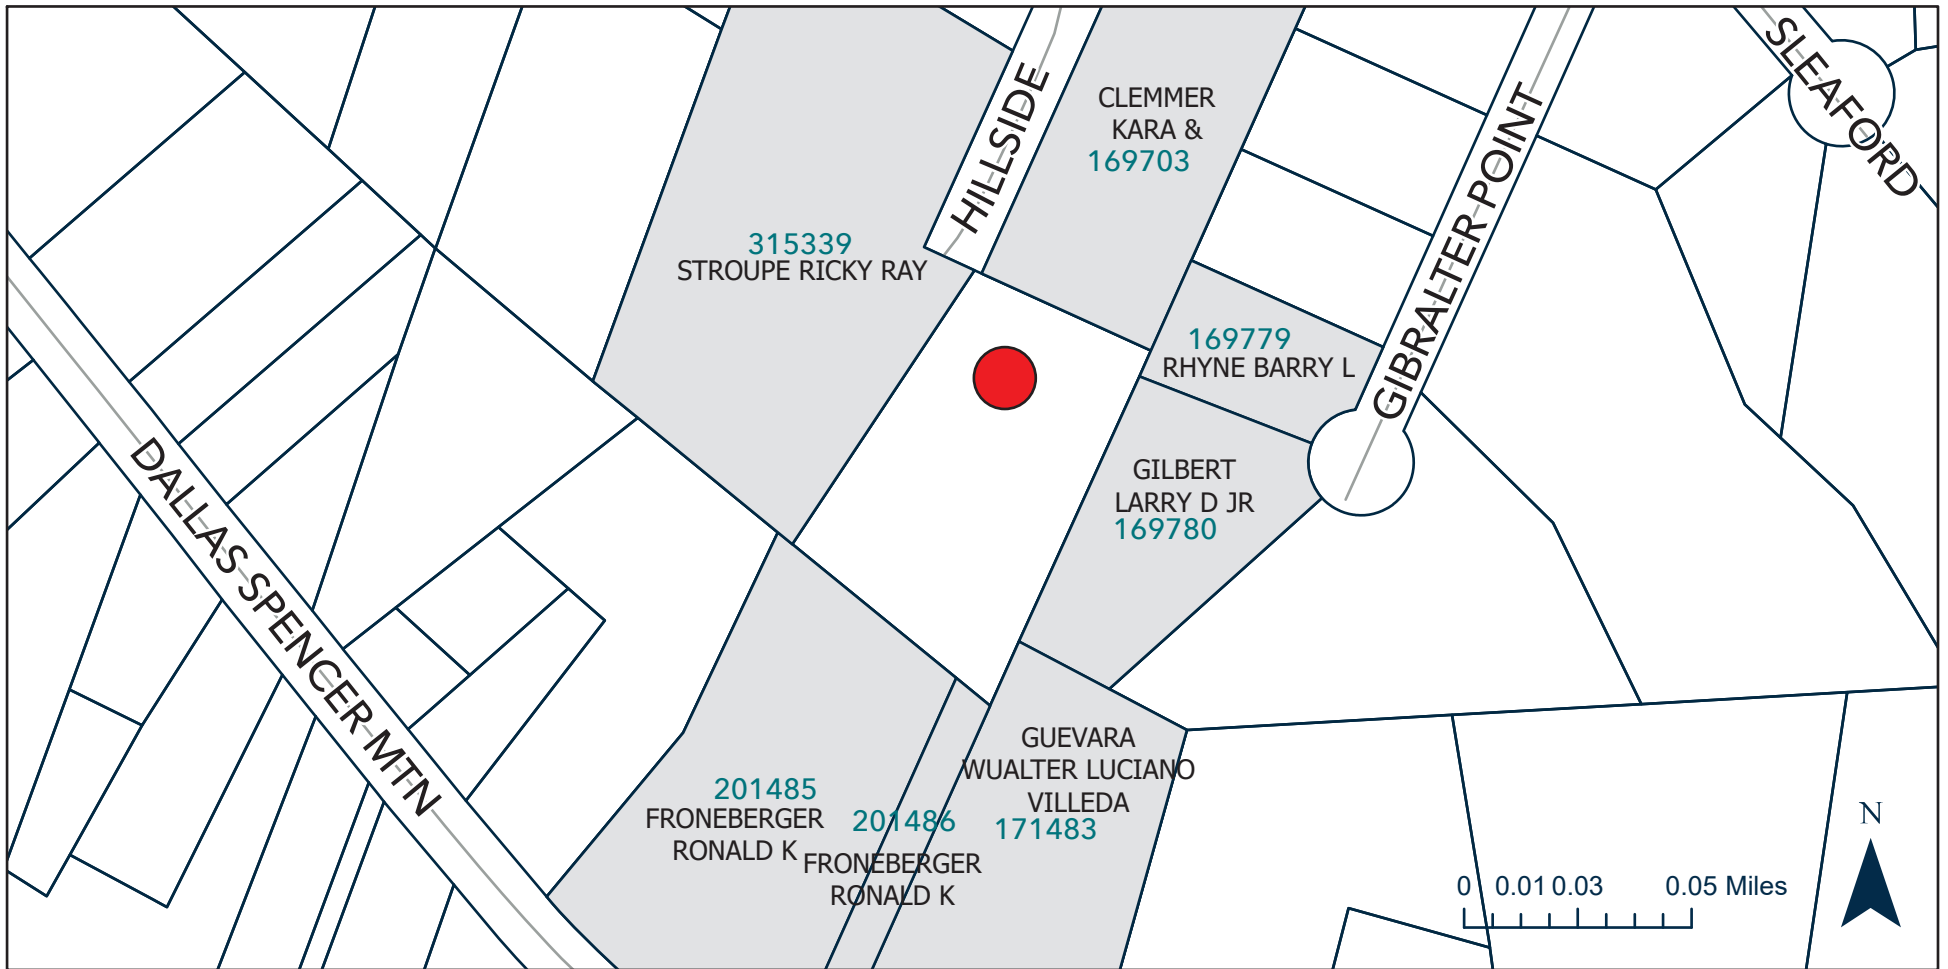 SLEAFORD
HILLSIDE
CLEMMER
KARA &
169703
GIBRALTER POINT
315339
STROUPE RICKY RAY
169779
RHYNE BARRY L
GILBERT
LARRY D JR
169780
DALLAS SPENCER MTN
GUEVARA
WUALTER LUCIANO
VILLEDA
171483
201485
FRONEBERGER
RONALD K
201486
FRONEBERGER
RONALD K
N
0 0.01 0.03 0.05 Miles